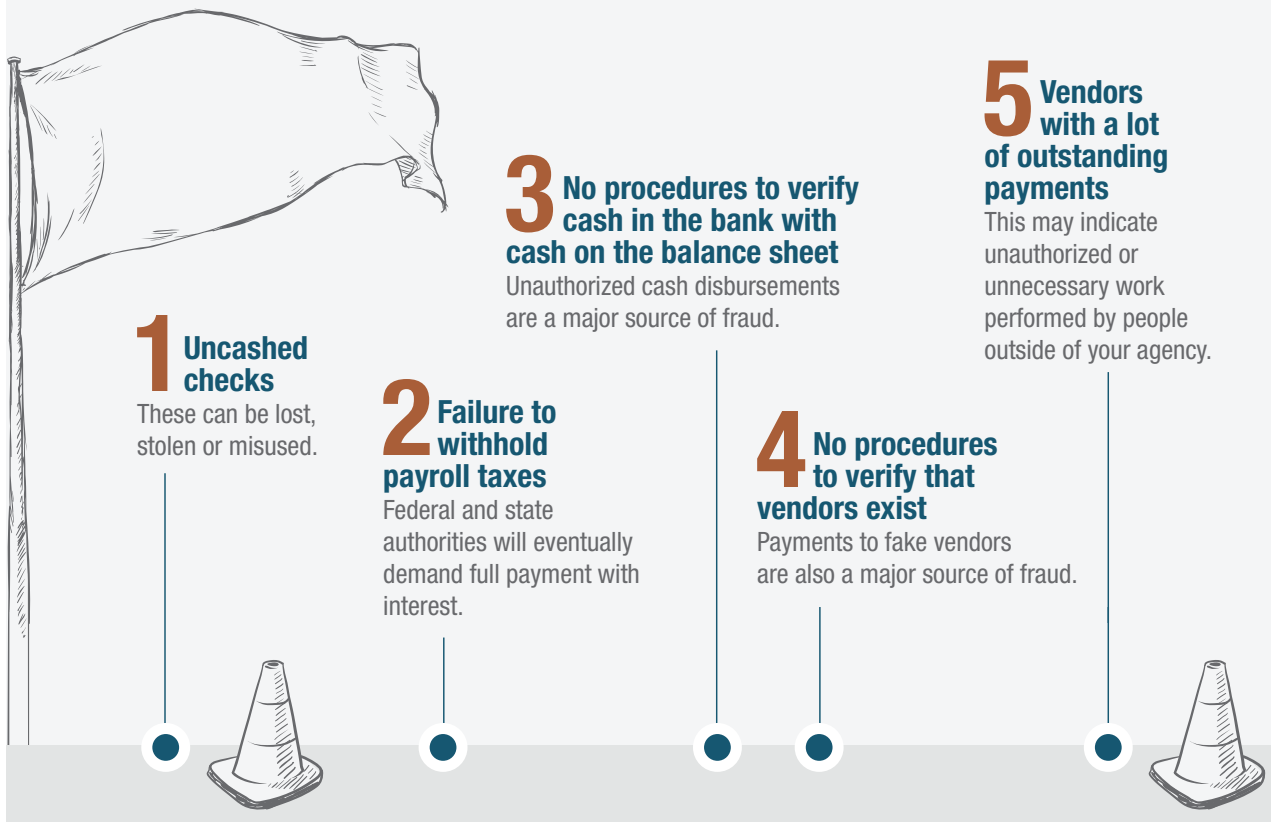 1 Uncashed
checks
These can be lost,
stolen or misused.
2 Failure to
withhold
payroll taxes
Federal and state
authorities will eventually
demand full payment with
interest.
3 No procedures to verify
cash in the bank with
cash on the balance sheet
Unauthorized cash disbursements
are a major source of fraud.
4 No procedures
to verify that
vendors exist
Payments to fake vendors
are also a major source of fraud.
5 Vendors
with a lot
of outstanding
payments
This may indicate
unauthorized or
unnecessary work
performed by people
outside of your agency.